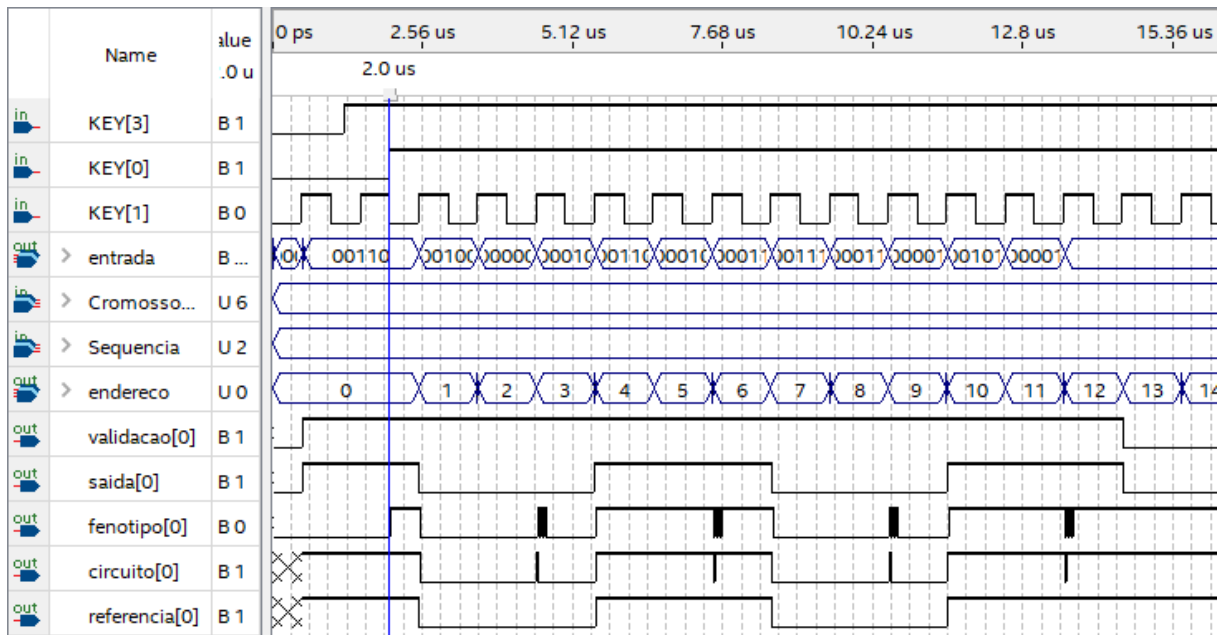 Name
alue
.0 u
0 ps 2.56 us 5.12 us 7.68 us 10.24 us 12.8 us 15.36 us
2.0 us
in KEY[3] B 1
in KEY[0] B 1
in KEY[1] B 0
out > entrada B ... 00110
in > Cromosso... U 6
in > Sequencia U 2
out > endereco U 0 0 1 2 3 4 5 6 7 8 9 10 11 12 13 14
out validacao[0] B 1
out saida[0] B 1
out fenotipo[0] B 0
out circuito[0] B 1
out referencia[0] B 1